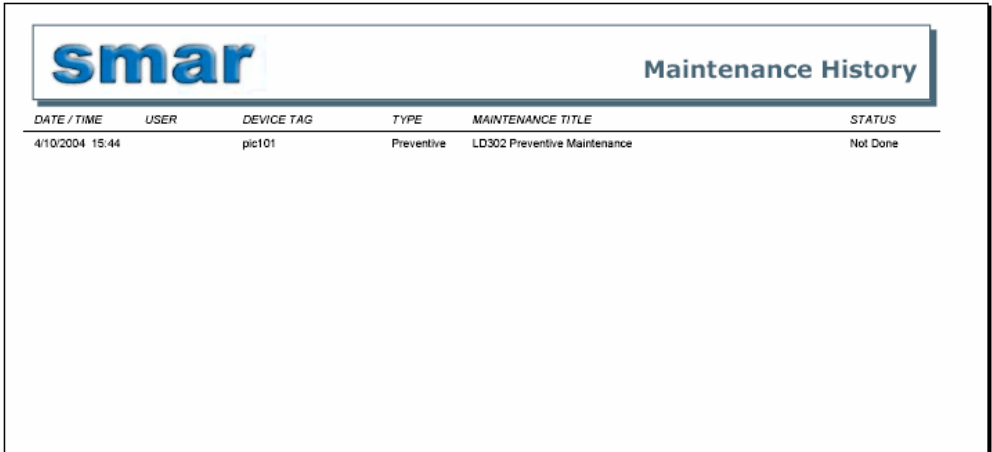 smar
Maintenance History
DATE / TIME USER DEVICE TAG TYPE MAINTENANCE TITLE STATUS
4/10/2004 15:44 pic101 Preventive LD302 Preventive Maintenance Not Done